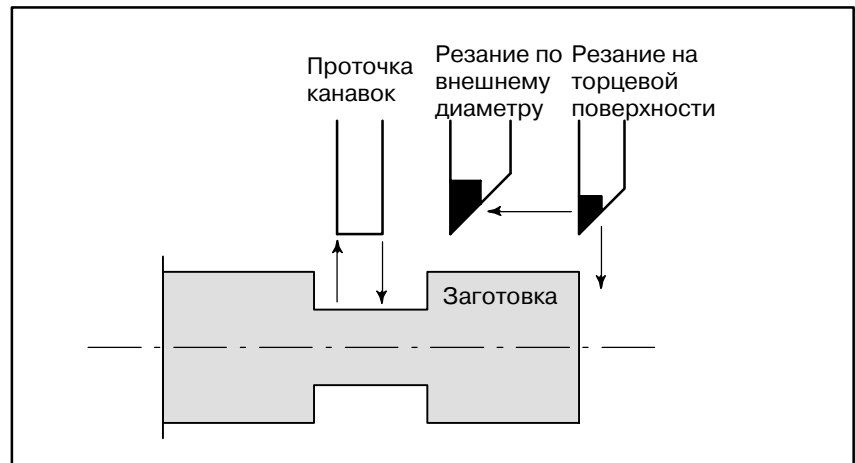 Проточка
канавок
Резание по
внешнему
диаметру
Резание на
торцевой
поверхности
Заготовка